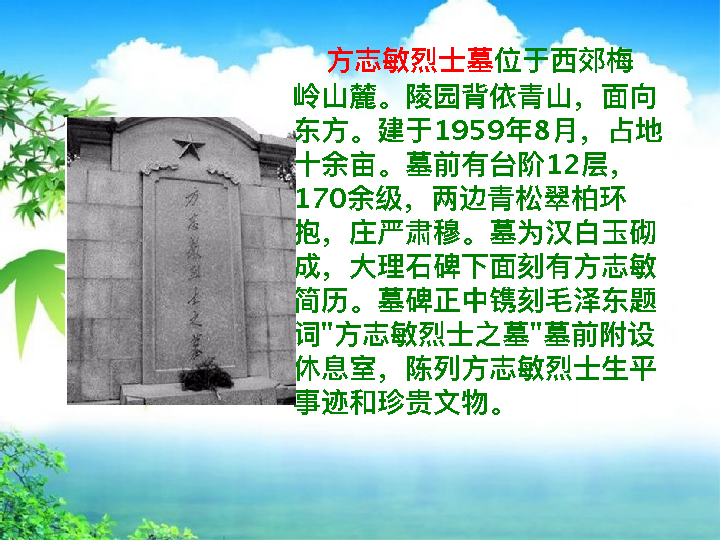 方志敏烈士墓位于西郊梅
岭山麓。陵园背依青山，面向
东方。建于1959年8月，占地
十余亩。墓前有台阶12层，
170余级，两边青松翠柏环
抱，庄严肃穆。墓为汉白玉砌
成，大理石碑下面刻有方志敏
简历。墓碑正中镌刻毛泽东题
词"方志敏烈士之墓"墓前附设
休息室，陈列方志敏烈士生平
事迹和珍贵文物。
方志敏烈士之墓